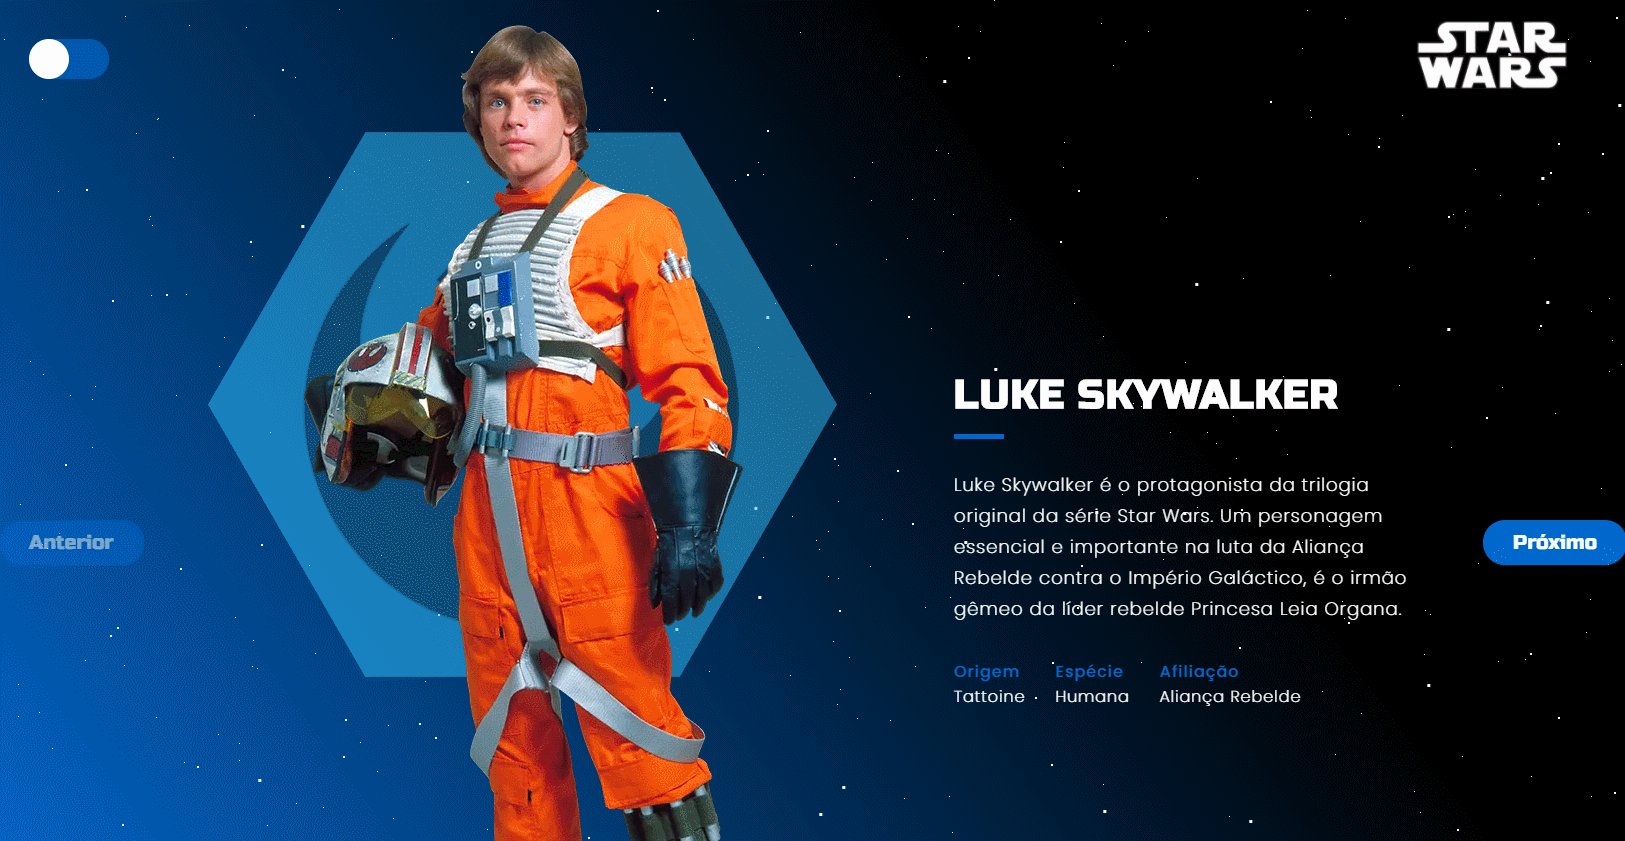 STAR
WARS
LUKE SKYWALKER
Luke Skywalker é o protagonista da trilogia
original da série Star Wars. Um personagem
essencial e importante na luta da Aliança
Rebelde contra o Império Galáctico, é o irmão
gêmeo da líder rebelde Princesa Leia Organa.
Anterior
Próximo
Origem Espécie Afiliação
Tattoine Humana Aliança Rebelde